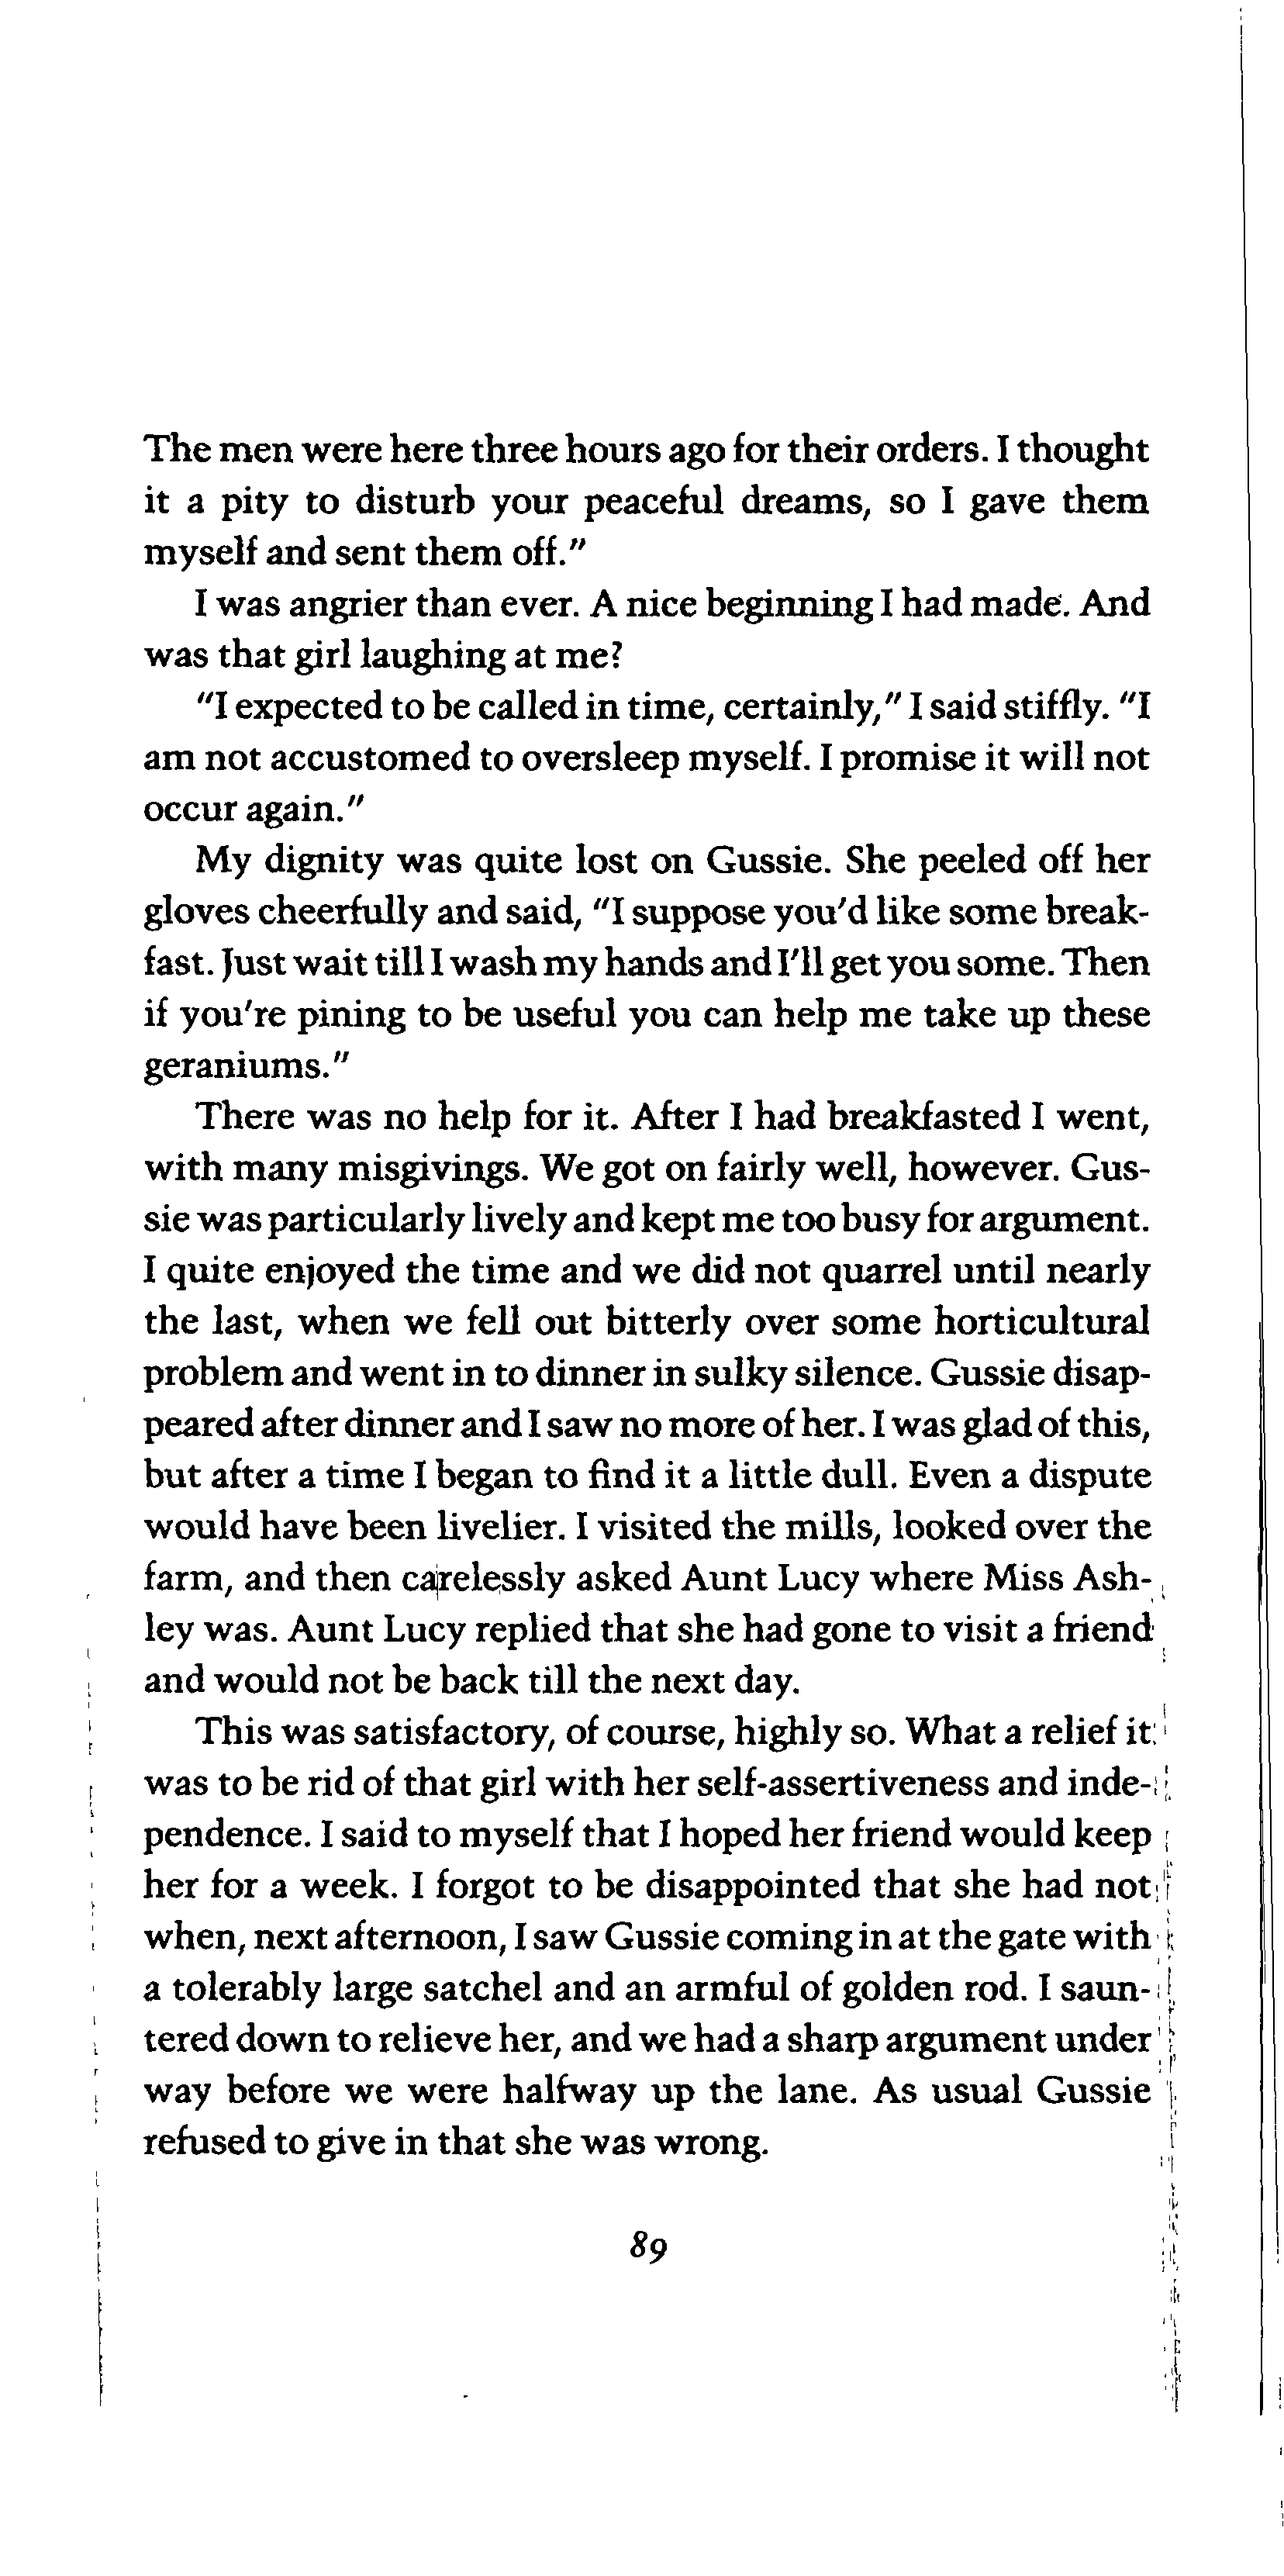 The men were here three hours ago for their orders. I thought
it a pity to disturb your peaceful dreams, so I gave them
myself and sent them off."
I was angrier than ever. A nice beginning I had made. And
was that girl laughing at me?
"I expected to be called in time, certainly," I said stiffly. "I
am not accustomed to oversleep myself. I promise it will not
occur again."
My dignity was quite lost on Gussie. She peeled off her
gloves cheerfully and said, "I suppose you'd like some break-
fast. Just wait till I wash my hands and I'll get you some. Then
if you're pining to be useful you can help me take up these
geraniums."
There was no help for it. After I had breakfasted I went,
with many misgivings. We got on fairly well, however. Gus-
sie was particularly lively and kept me too busy for argument.
I quite enjoyed the time and we did not quarrel until nearly
the last, when we fell out bitterly over some horticultural
problem and went in to dinner in sulky silence. Gussie disap-
peared after dinner and I saw no more of her. I was glad of this,
but after a time I began to find it a little dull. Even a dispute
would have been livelier. I visited the mills, looked over the
farm, and then carelessly asked Aunt Lucy where Miss Ash-
ley was. Aunt Lucy replied that she had gone to visit a friend
and would not be back till the next day.
This was satisfactory, of course, highly so. What a relief it
was to be rid of that girl with her self-assertiveness and inde-
pendence. I said to myself that I hoped her friend would keep
her for a week. I forgot to be disappointed that she had not
when, next afternoon, I saw Gussie coming in at the gate with
a tolerably large satchel and an armful of golden rod. I saun-
tered down to relieve her, and we had a sharp argument under
way before we were halfway up the lane. As usual Gussie
refused to give in that she was wrong.
89